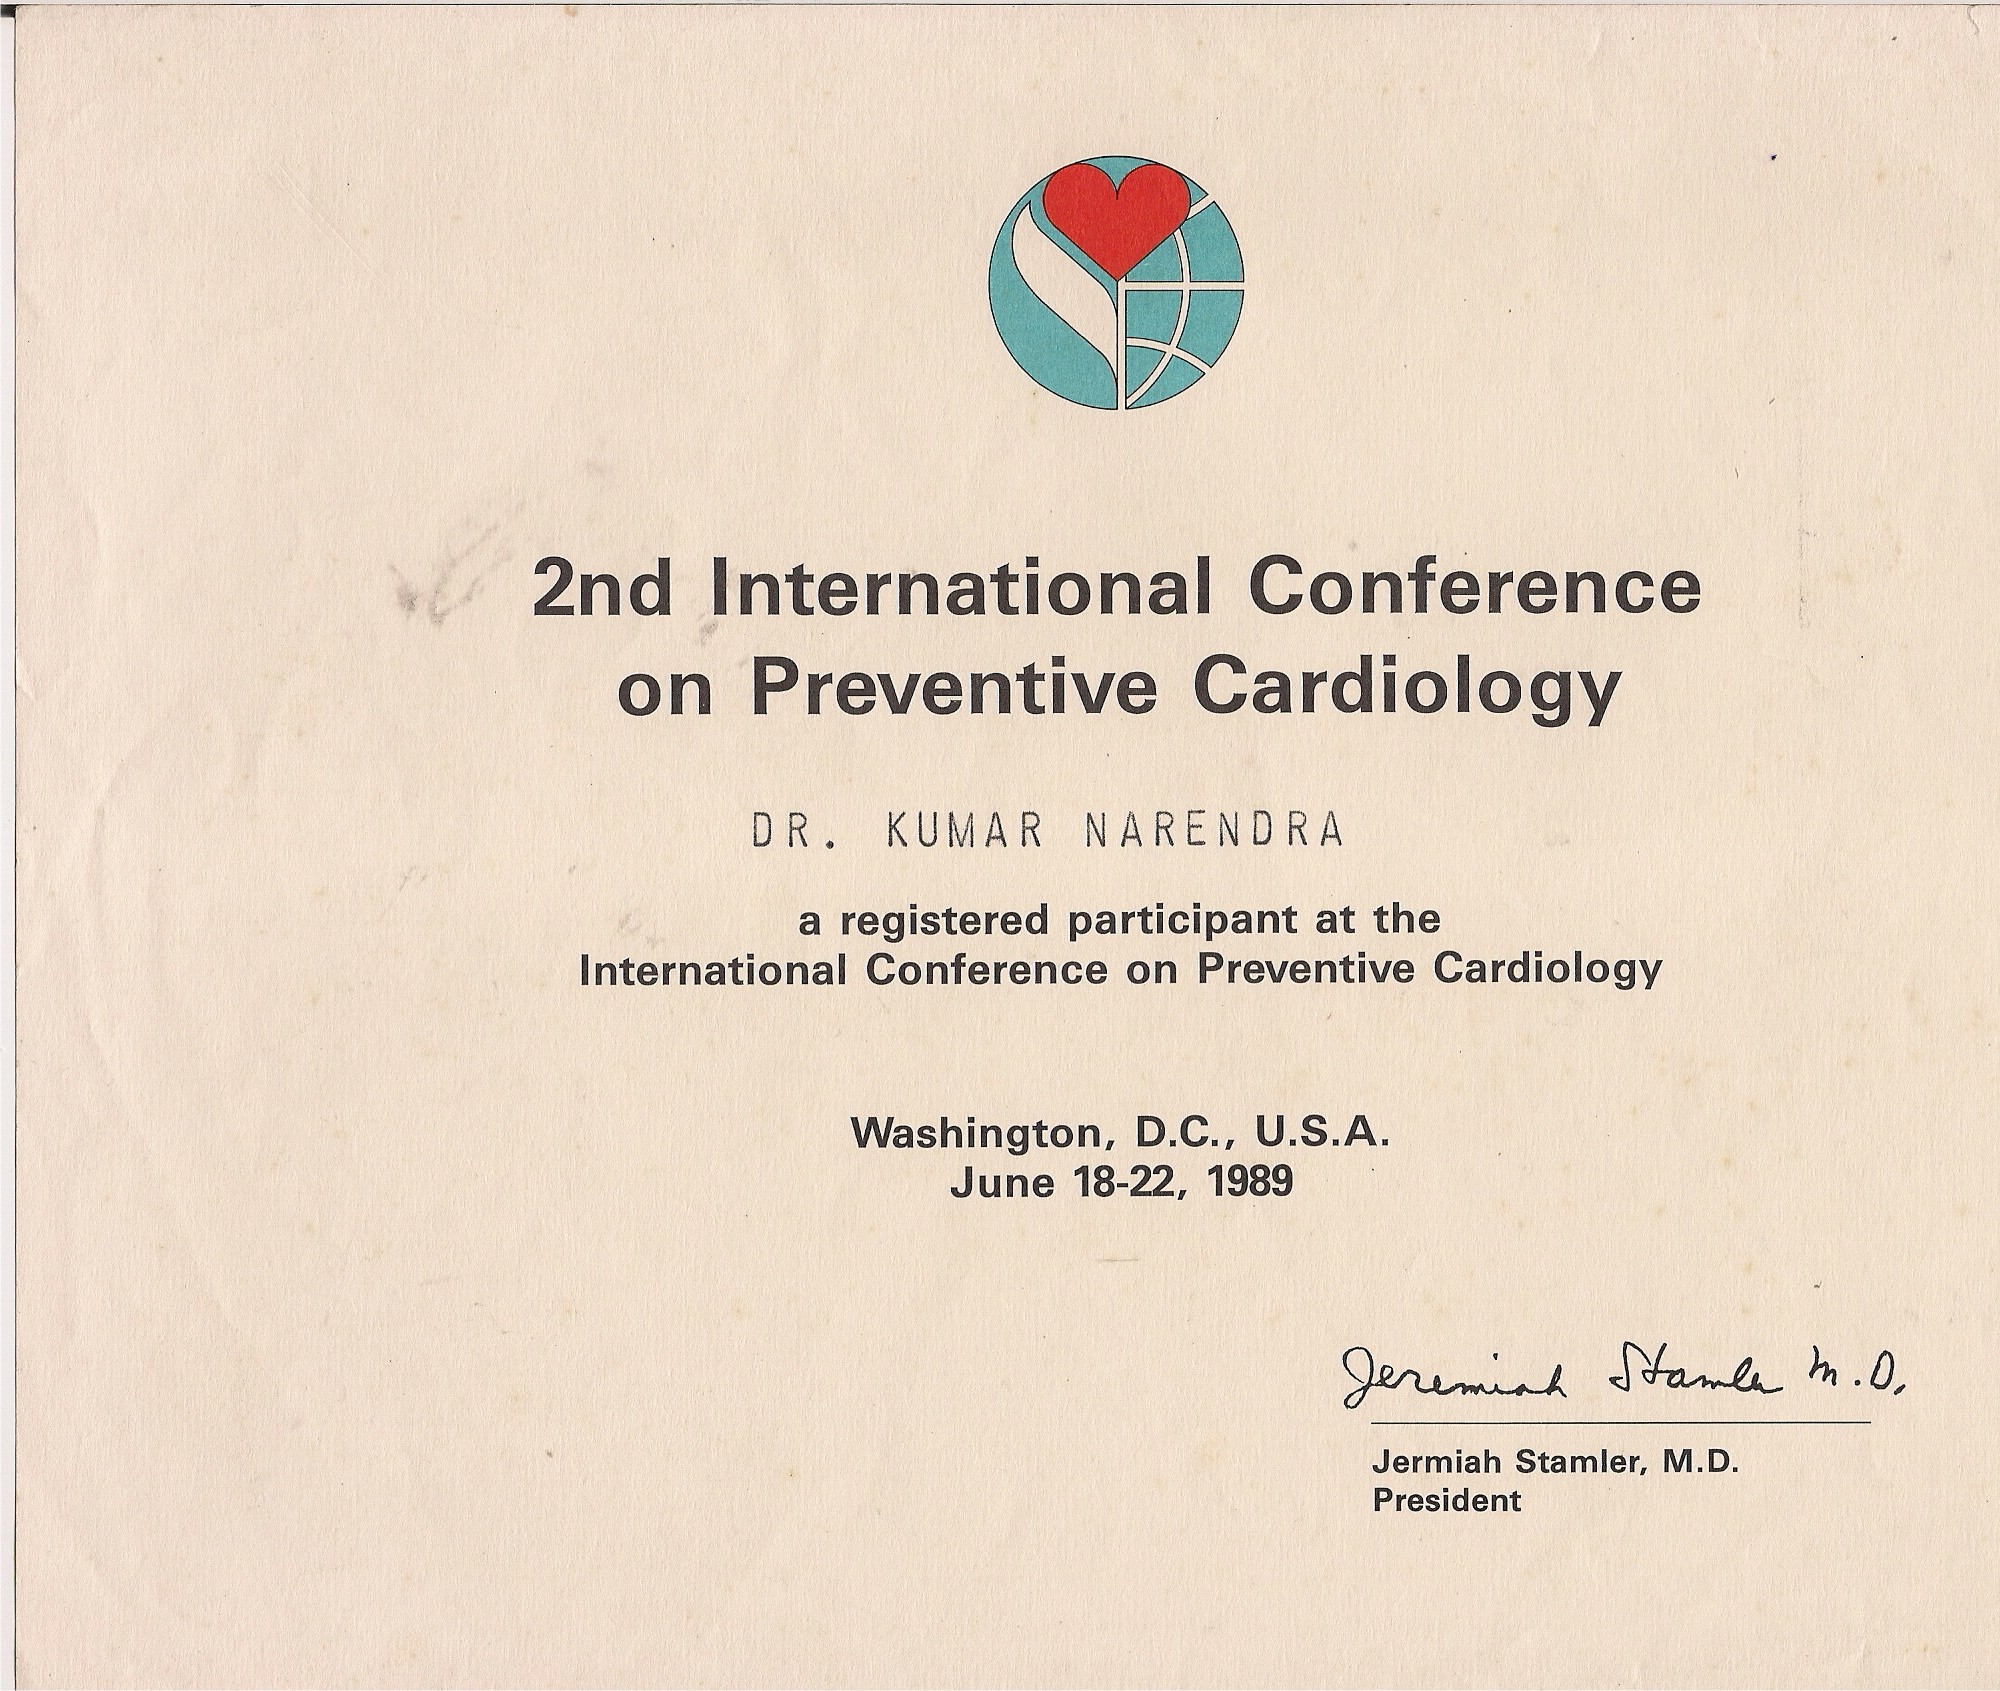 2nd International Conference
on Preventive Cardiology
DR. KUMAR NARENDRA
a registered participant at the
International Conference on Preventive Cardiology
Washington, D.C., U.S.A.
June 18-22, 1989
Jeremiah Stamler M.D.
Jermiah Stamler, M.D.
President